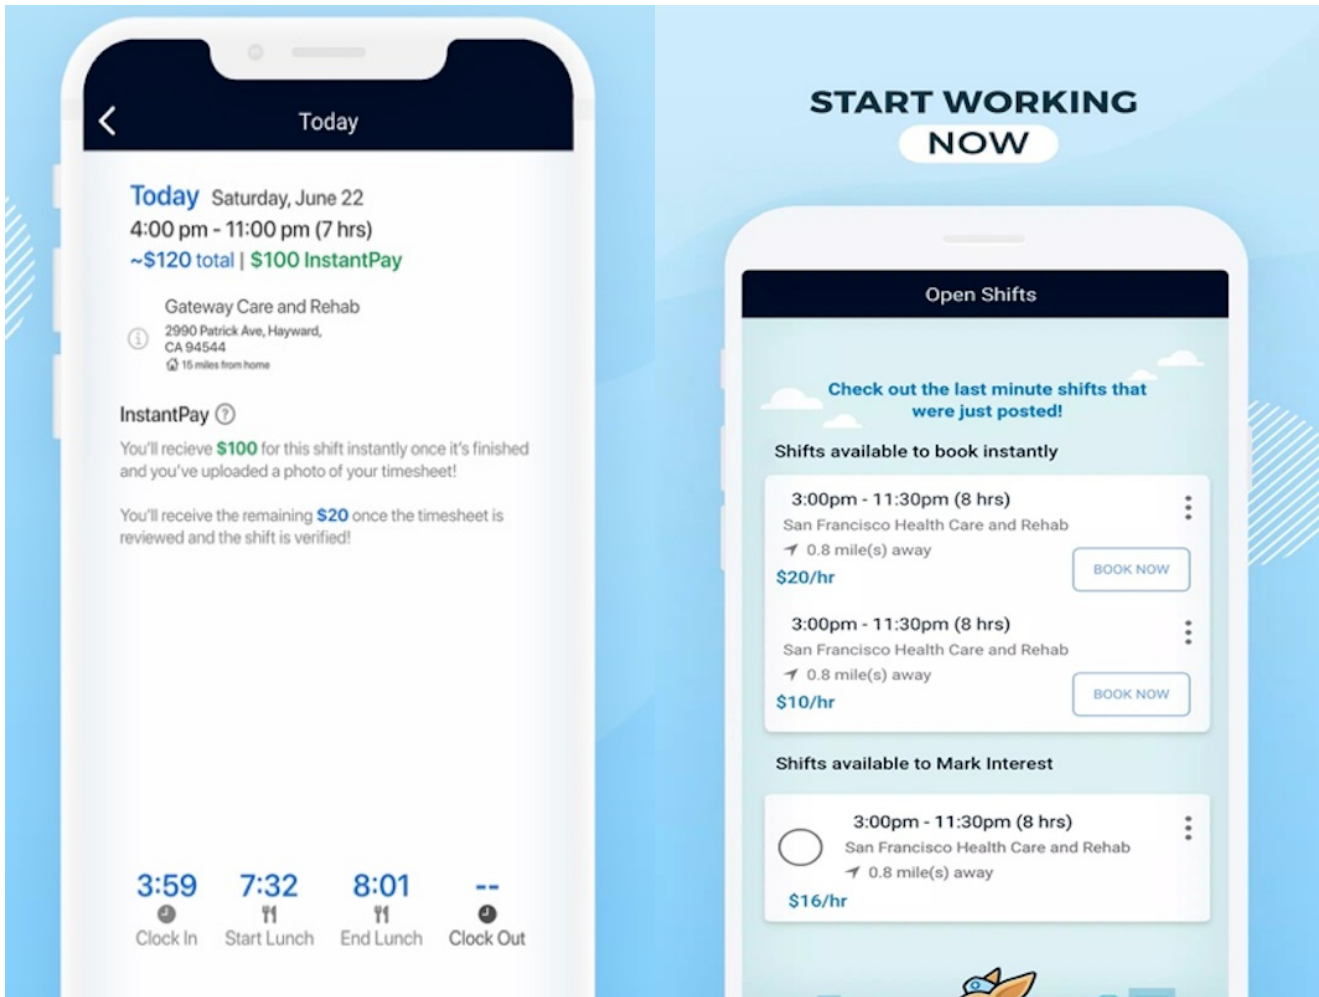 Today
Today Saturday, June 22
4:00 pm - 11:00 pm (7 hrs)
~$120 total | $100 InstantPay
Gateway Care and Rehab
2990 Patrick Ave, Hayward,
CA 94544
15 miles from home
InstantPay ?
You'll recieve $100 for this shift instantly once it's finished
and you've uploaded a photo of your timesheet!
You'll receive the remaining $20 once the timesheet is
reviewed and the shift is verified!
3:59 7:32 8:01 --
Clock In Start Lunch End Lunch Clock Out
START WORKING
NOW
Open Shifts
Check out the last minute shifts that
were just posted!
Shifts available to book instantly
3:00pm - 11:30pm (8 hrs)
San Francisco Health Care and Rehab
0.8 mile(s) away
$20/hr BOOK NOW
3:00pm - 11:30pm (8 hrs)
San Francisco Health Care and Rehab
0.8 mile(s) away
$10/hr BOOK NOW
Shifts available to Mark Interest
3:00pm - 11:30pm (8 hrs)
San Francisco Health Care and Rehab
0.8 mile(s) away
$16/hr